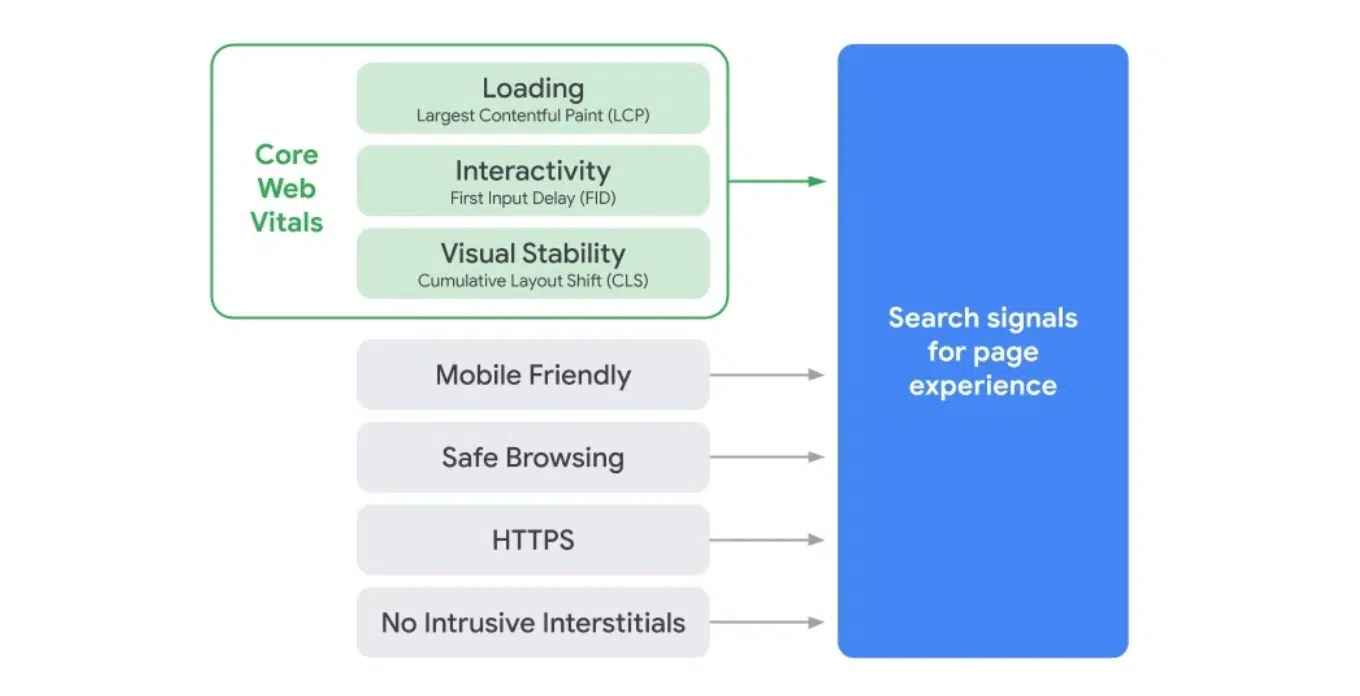 Core
Web
Vitals
Loading
Largest Contentful Paint (LCP)
Interactivity
First Input Delay (FID)
Visual Stability
Cumulative Layout Shift (CLS)
Mobile Friendly
Safe Browsing
HTTPS
No Intrusive Interstitials
Search signals
for page
experience